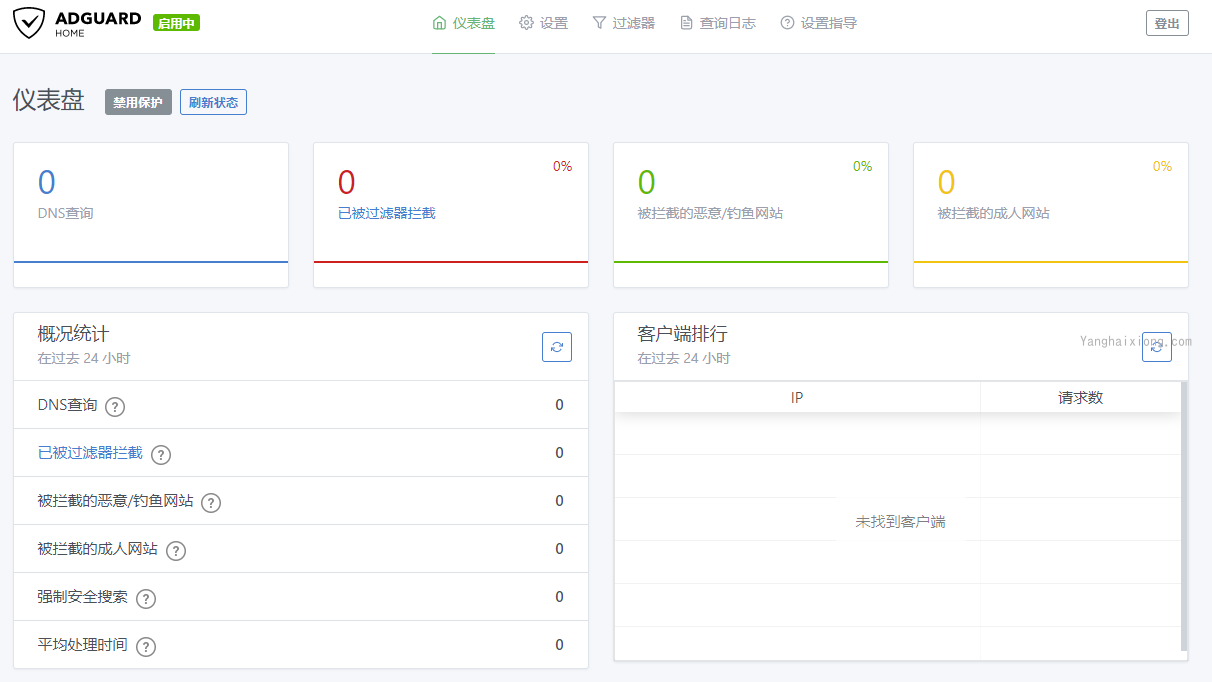 ADGUARD
HOME
启用中
仪表盘
设置
过滤器
查询日志
设置指导
登出
仪表盘
禁用保护
刷新状态
0
DNS查询
0%
0
已被过滤器拦截
0%
0
被拦截的恶意/钓鱼网站
0%
0
被拦截的成人网站
概况统计
在过去 24 小时
DNS查询 ? 0
已被过滤器拦截 ? 0
被拦截的恶意/钓鱼网站 ? 0
被拦截的成人网站 ? 0
强制安全搜索 ? 0
平均处理时间 ? 0
客户端排行
在过去 24 小时
Yanghaixiong.com
IP
请求数
未找到客户端